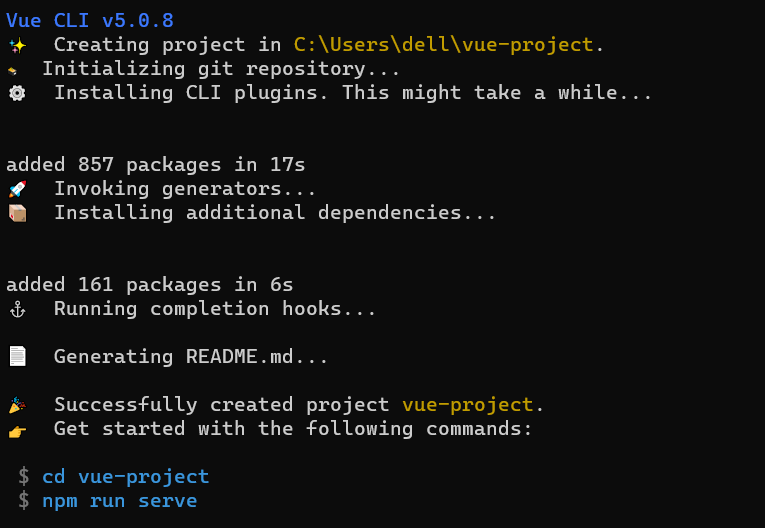 Vue CLI v5.0.8
✨ Creating project in C:\Users\dell\vue-project.
Initializing git repository...
⚙️ Installing CLI plugins. This might take a while...
added 857 packages in 17s
🚀 Invoking generators...
📦 Installing additional dependencies...
added 161 packages in 6s
⚓ Running completion hooks...
📄 Generating README.md...
🎉 Successfully created project vue-project.
👉 Get started with the following commands:
$ cd vue-project
$ npm run serve